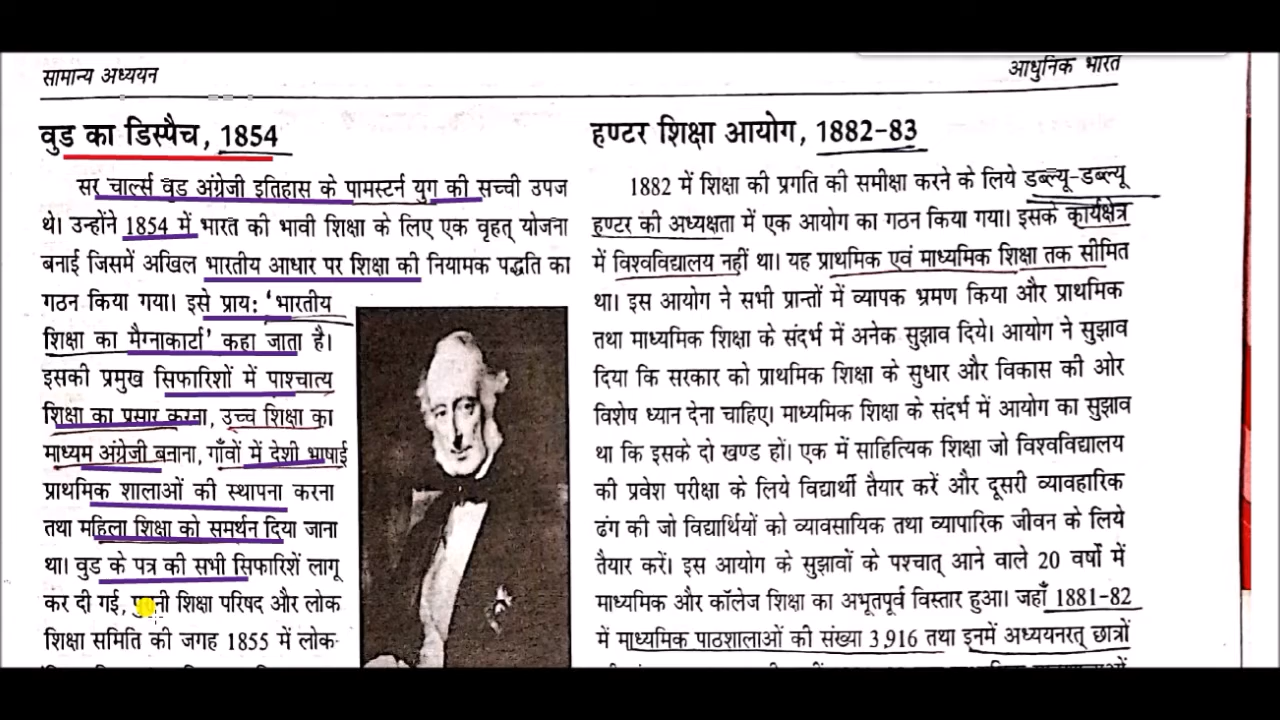 सामान्य अध्ययन
आधुनिक भारत
वुड का डिस्पैच, 1854
सर चार्ल्स वुड अंग्रेजी इतिहास के पामस्टर्न युग की सच्ची उपज
थे। उन्होंने 1854 में भारत की भावी शिक्षा के लिए एक वृहत् योजना
बनाई जिसमें अखिल भारतीय आधार पर शिक्षा की नियामक पद्धति का
गठन किया गया। इसे प्राय: ‘भारतीय
शिक्षा का मैग्नाकार्टा’ कहा जाता है।
इसकी प्रमुख सिफारिशों में पाश्चात्य
शिक्षा का प्रसार करना, उच्च शिक्षा का
माध्यम अंग्रेजी बनाना, गाँवों में देशी भाषाई
प्राथमिक शालाओं की स्थापना करना
तथा महिला शिक्षा को समर्थन दिया जाना
था। वुड के पत्र की सभी सिफारिशें लागू
कर दी गई, शिक्षा परिषद और लोक
शिक्षा समिति की जगह 1855 में लोक-
हण्टर शिक्षा आयोग, 1882-83
1882 में शिक्षा की प्रगति की समीक्षा करने के लिये डब्ल्यू-डब्ल्यू
हण्टर की अध्यक्षता में एक आयोग का गठन किया गया। इसके कार्यक्षेत्र
में विश्वविद्यालय नहीं था। यह प्राथमिक एवं माध्यमिक शिक्षा तक सीमित
था। इस आयोग ने सभी प्रान्तों में व्यापक भ्रमण किया और प्राथमिक
तथा माध्यमिक शिक्षा के संदर्भ में अनेक सुझाव दिये। आयोग ने सुझाव
दिया कि सरकार को प्राथमिक शिक्षा के सुधार और विकास की ओर
विशेष ध्यान देना चाहिए। माध्यमिक शिक्षा के संदर्भ में आयोग का सुझाव
था कि इसके दो खण्ड हों। एक में साहित्यिक शिक्षा जो विश्वविद्यालय
की प्रवेश परीक्षा के लिये विद्यार्थी तैयार करें और दूसरी व्यावहारिक
ढंग की जो विद्यार्थियों को व्यावसायिक तथा व्यापारिक जीवन के लिये
तैयार करें। इस आयोग के सुझावों के पश्चात् आने वाले 20 वर्षों में
माध्यमिक और कॉलेज शिक्षा का अभूतपूर्व विस्तार हुआ। जहाँ 1881-82
में माध्यमिक पाठशालाओं की संख्या 3,916 तथा इनमें अध्ययनरत् छात्रों